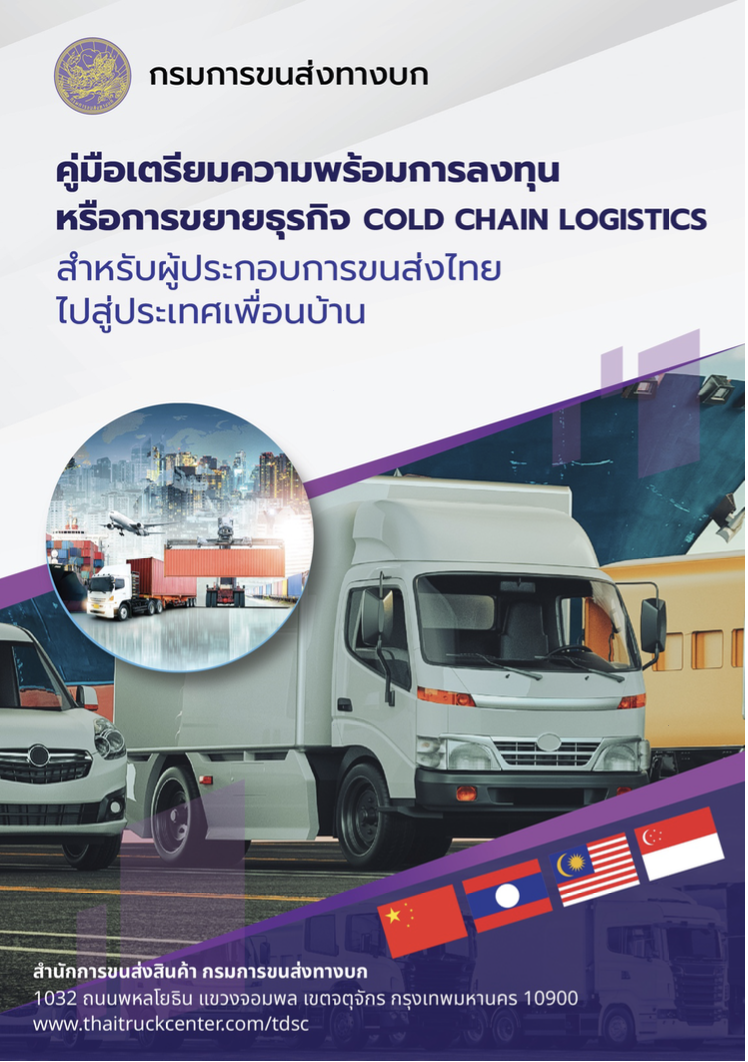 กรมการขนส่งทางบก
คู่มือเตรียมความพร้อมการลงทุน
หรือการขยายธุรกิจ COLD CHAIN LOGISTICS
สำหรับผู้ประกอบการขนส่งไทย
ไปสู่ประเทศเพื่อนบ้าน
สำนักการขนส่งสินค้า กรมการขนส่งทางบก
1032 ถนนพหลโยธิน แขวงจอมพล เขตจตุจักร กรุงเทพมหานคร 10900
www.thaitruckcenter.com/tdsc